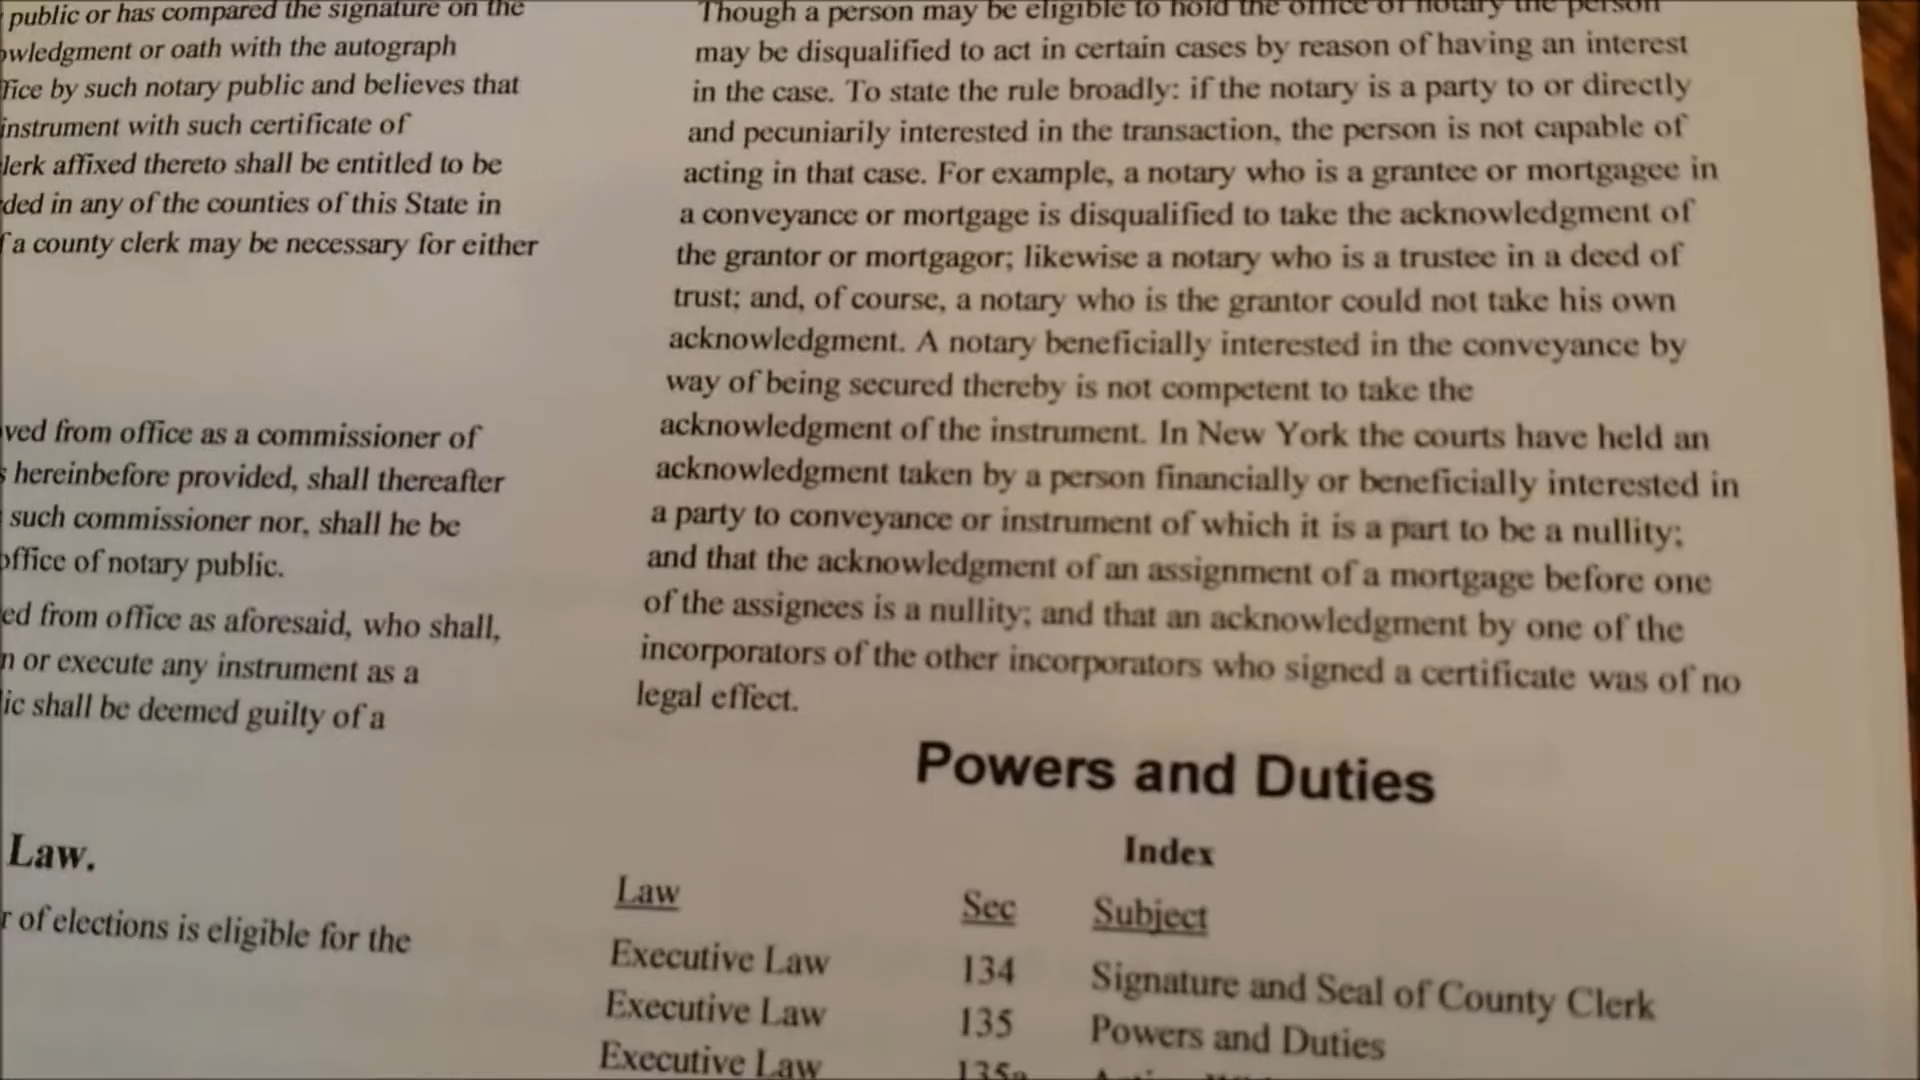 public or has compared the signature on the
owledgment or oath with the autograph
fice by such notary public and believes that
instrument with such certificate of
lerk affixed thereto shall be entitled to be
ded in any of the counties of this State in
f a county clerk may be necessary for either
ved from office as a commissioner of
s hereinbefore provided, shall thereafter
such commissioner nor, shall he be
office of notary public.
ed from office as aforesaid, who shall,
n or execute any instrument as a
ic shall be deemed guilty of a
Law.
r of elections is eligible for the
Though a person may be eligible to hold the office of notary the person
may be disqualified to act in certain cases by reason of having an interest
in the case. To state the rule broadly: if the notary is a party to or directly
and pecuniarily interested in the transaction, the person is not capable of
acting in that case. For example, a notary who is a grantee or mortgagee in
a conveyance or mortgage is disqualified to take the acknowledgment of
the grantor or mortgagor; likewise a notary who is a trustee in a deed of
trust; and, of course, a notary who is the grantor could not take his own
acknowledgment. A notary beneficially interested in the conveyance by
way of being secured thereby is not competent to take the
acknowledgment of the instrument. In New York the courts have held an
acknowledgment taken by a person financially or beneficially interested in
a party to conveyance or instrument of which it is a part to be a nullity;
and that the acknowledgment of an assignment of a mortgage before one
of the assignees is a nullity; and that an acknowledgment by one of the
incorporators of the other incorporators who signed a certificate was of no
legal effect.
Powers and Duties
Index
Law Sec Subject
Executive Law 134 Signature and Seal of County Clerk
Executive Law 135 Powers and Duties
Executive Law 135a